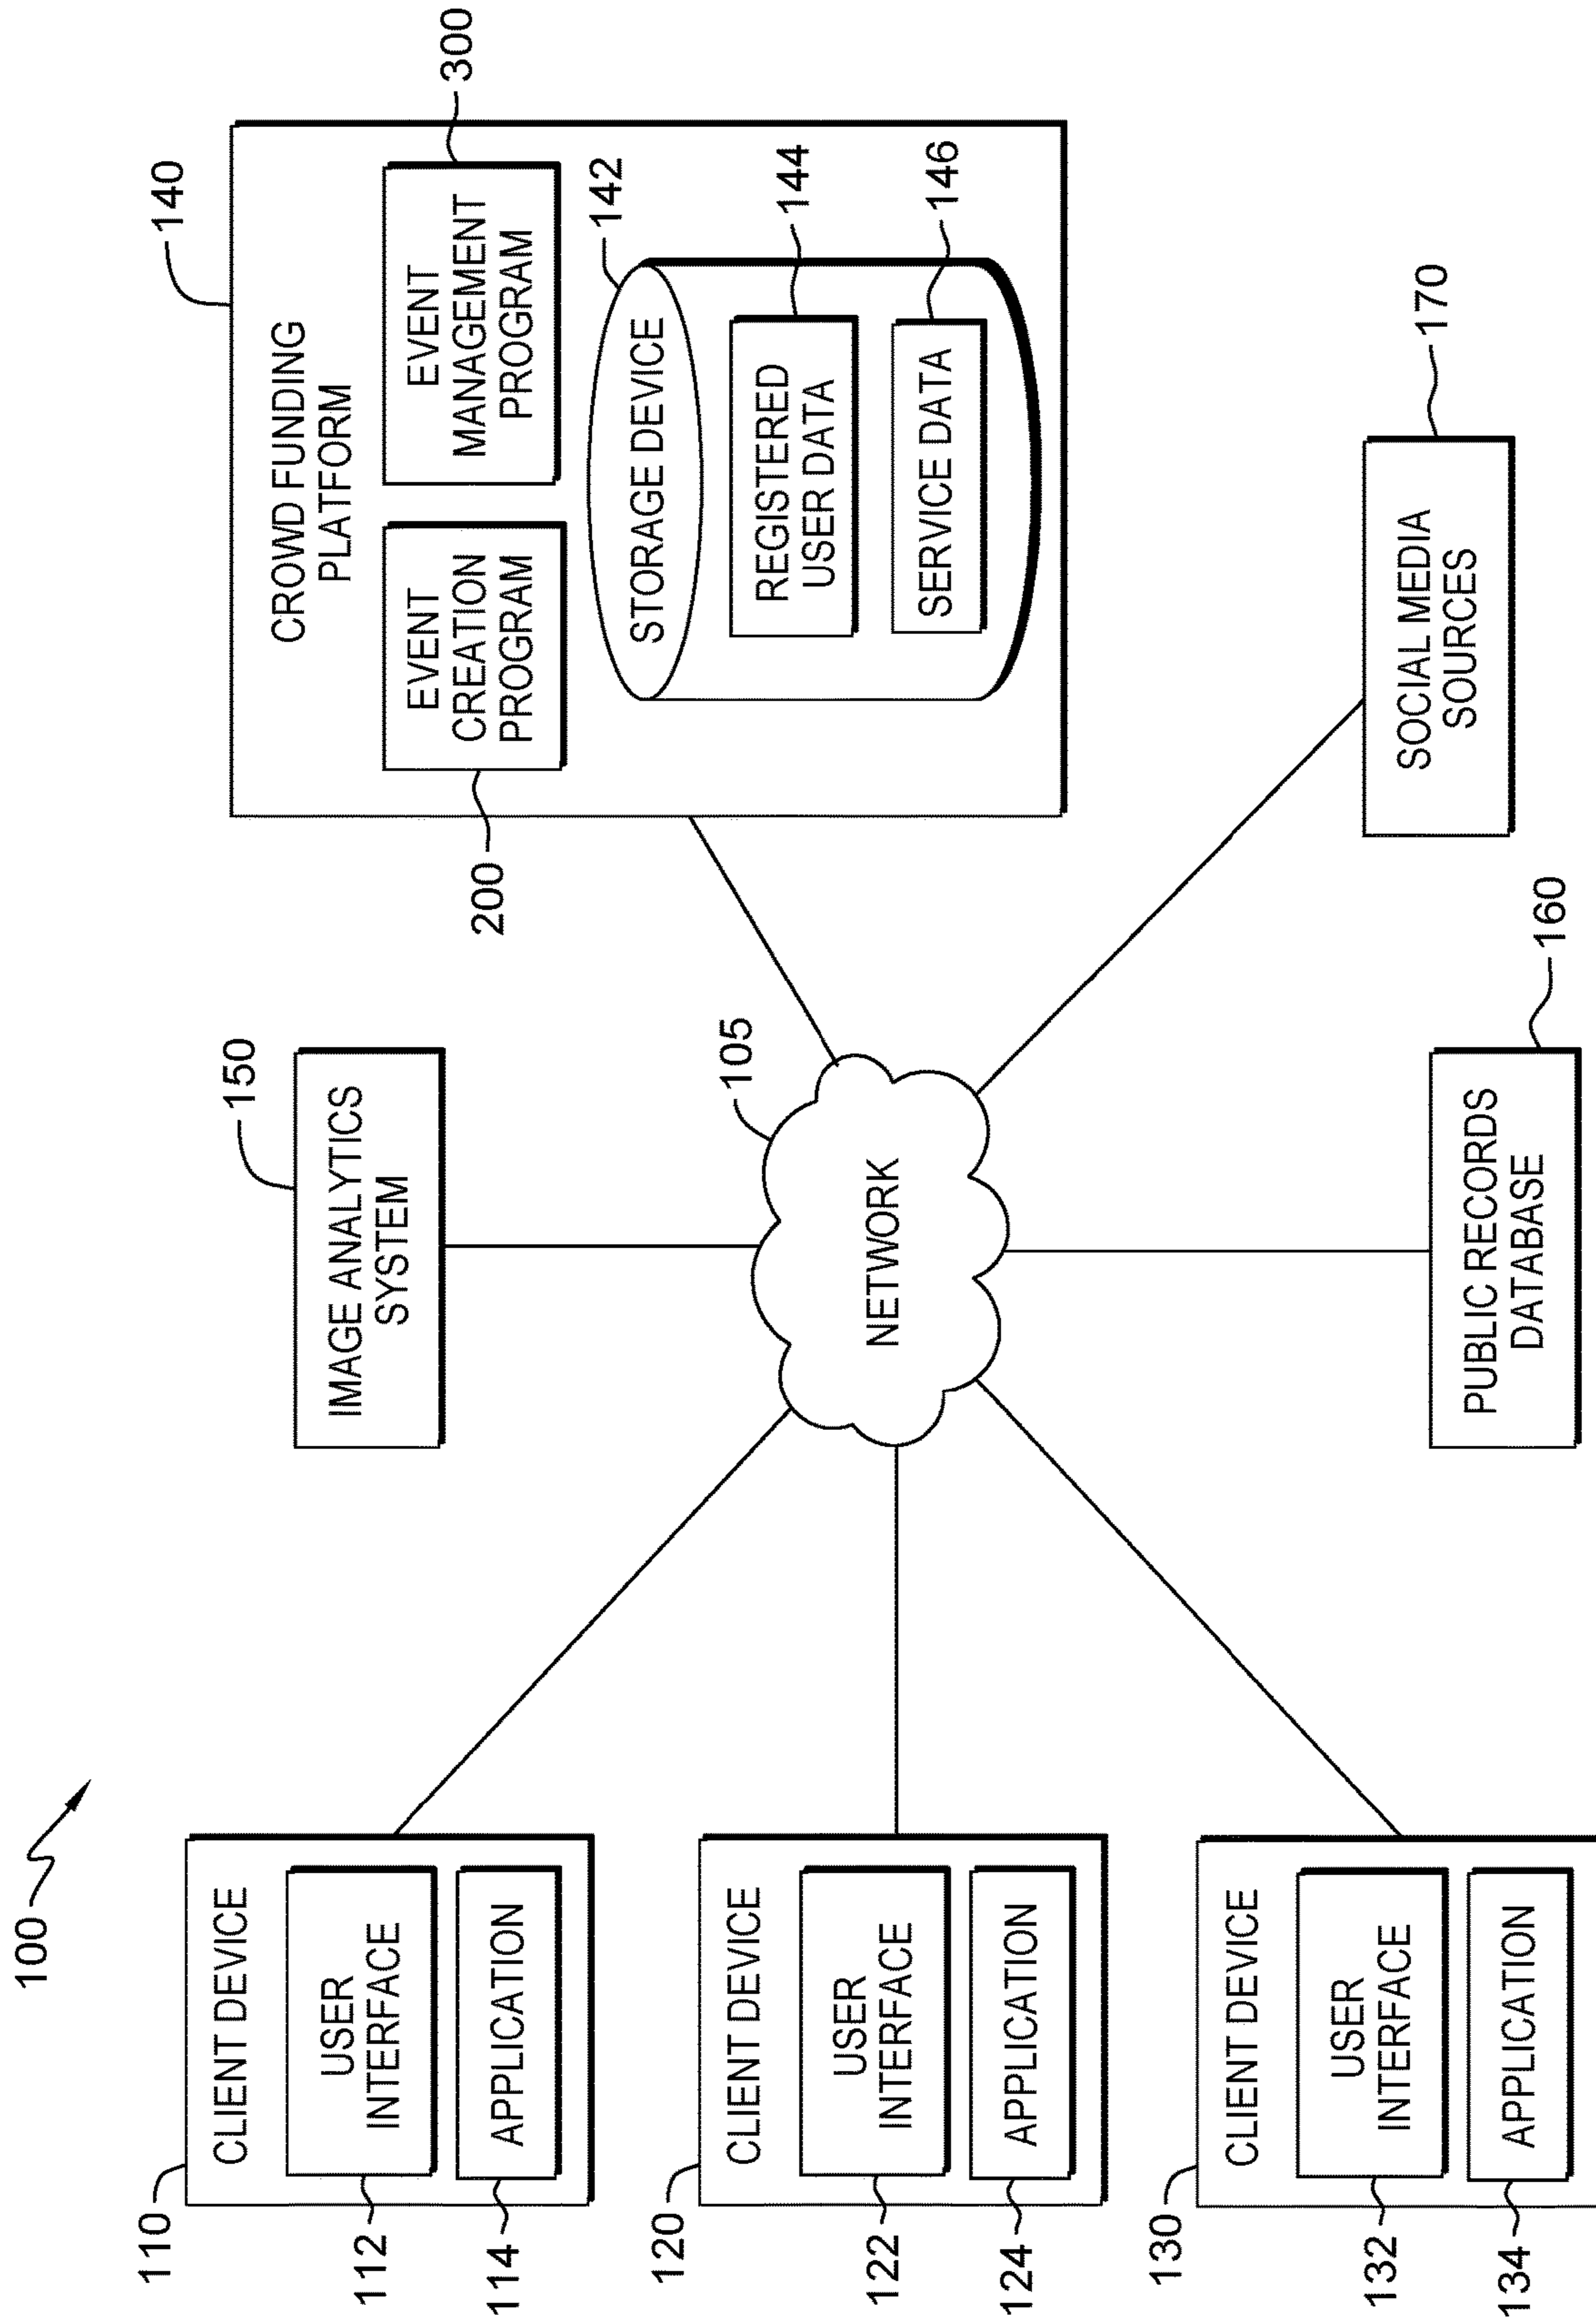 100
110
CLIENT DEVICE
USER
INTERFACE
112
APPLICATION
114
120
CLIENT DEVICE
USER
INTERFACE
122
APPLICATION
124
130
CLIENT DEVICE
USER
INTERFACE
132
APPLICATION
134
150
IMAGE ANALYTICS
SYSTEM
105
NETWORK
PUBLIC RECORDS
DATABASE
160
140
CROWD FUNDING
PLATFORM
EVENT
CREATION
PROGRAM
200
EVENT
MANAGEMENT
PROGRAM
300
STORAGE DEVICE
142
REGISTERED
USER DATA
144
SERVICE DATA
146
SOCIAL MEDIA
SOURCES
170